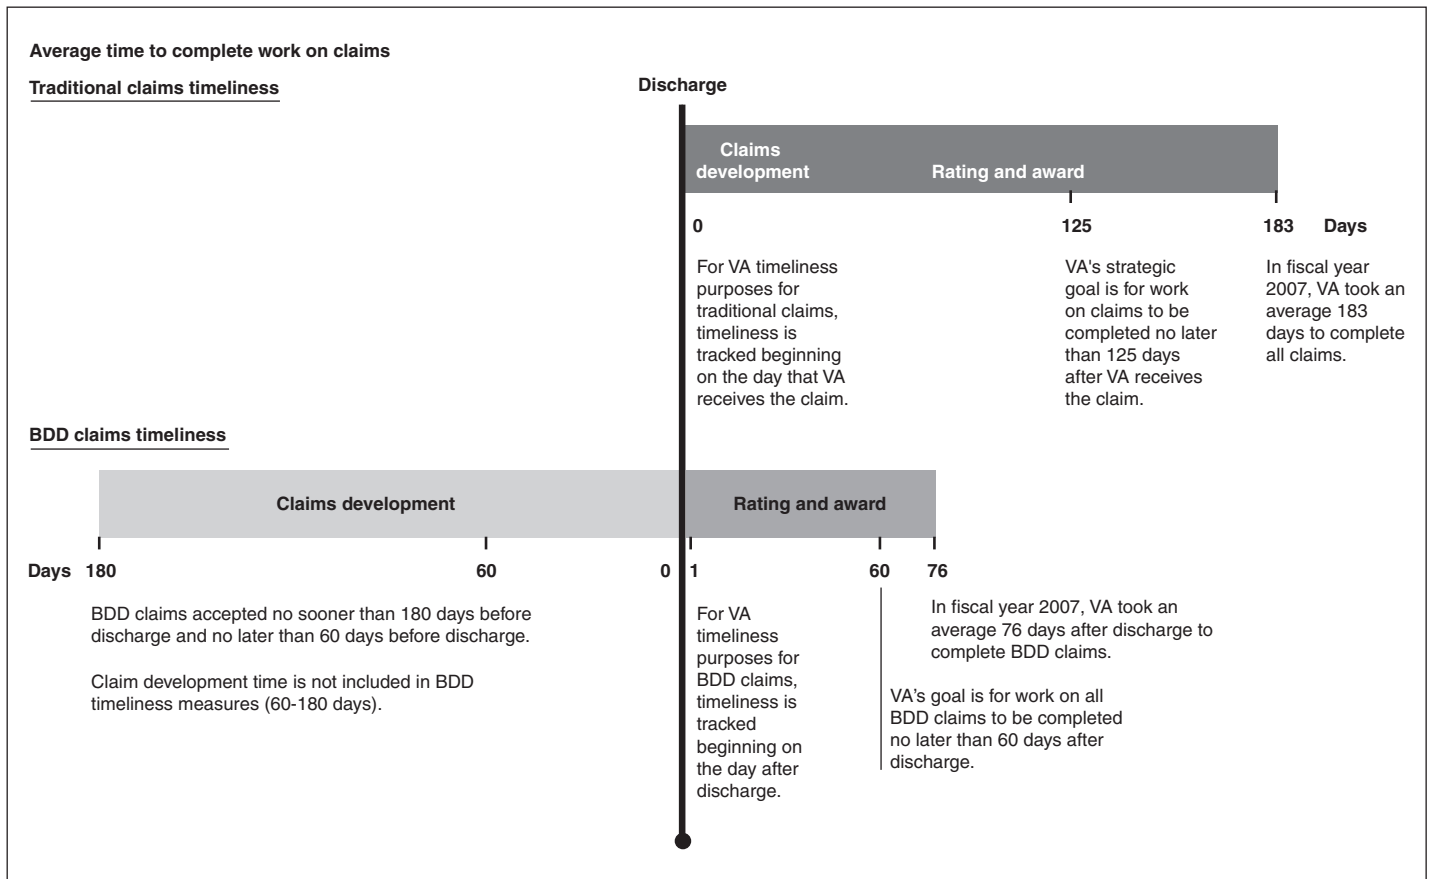 Average time to complete work on claims
Traditional claims timeliness
Discharge
Claims
development
Rating and award
0
125
183 Days
For VA timeliness
purposes for
traditional claims,
timeliness is
tracked beginning
on the day that VA
receives the claim.
VA's strategic
goal is for work
on claims to be
completed no later
than 125 days
after VA receives
the claim.
In fiscal year
2007, VA took an
average 183
days to complete
all claims.
BDD claims timeliness
Claims development
Rating and award
Days 180
60
0
1
60
76
BDD claims accepted no sooner than 180 days before
discharge and no later than 60 days before discharge.
Claim development time is not included in BDD
timeliness measures (60-180 days).
For VA
timeliness
purposes for
BDD claims,
timeliness is
tracked
beginning on
the day after
discharge.
In fiscal year 2007, VA took an
average 76 days after discharge to
complete BDD claims.
VA’s goal is for work on all
BDD claims to be completed
no later than 60 days after
discharge.